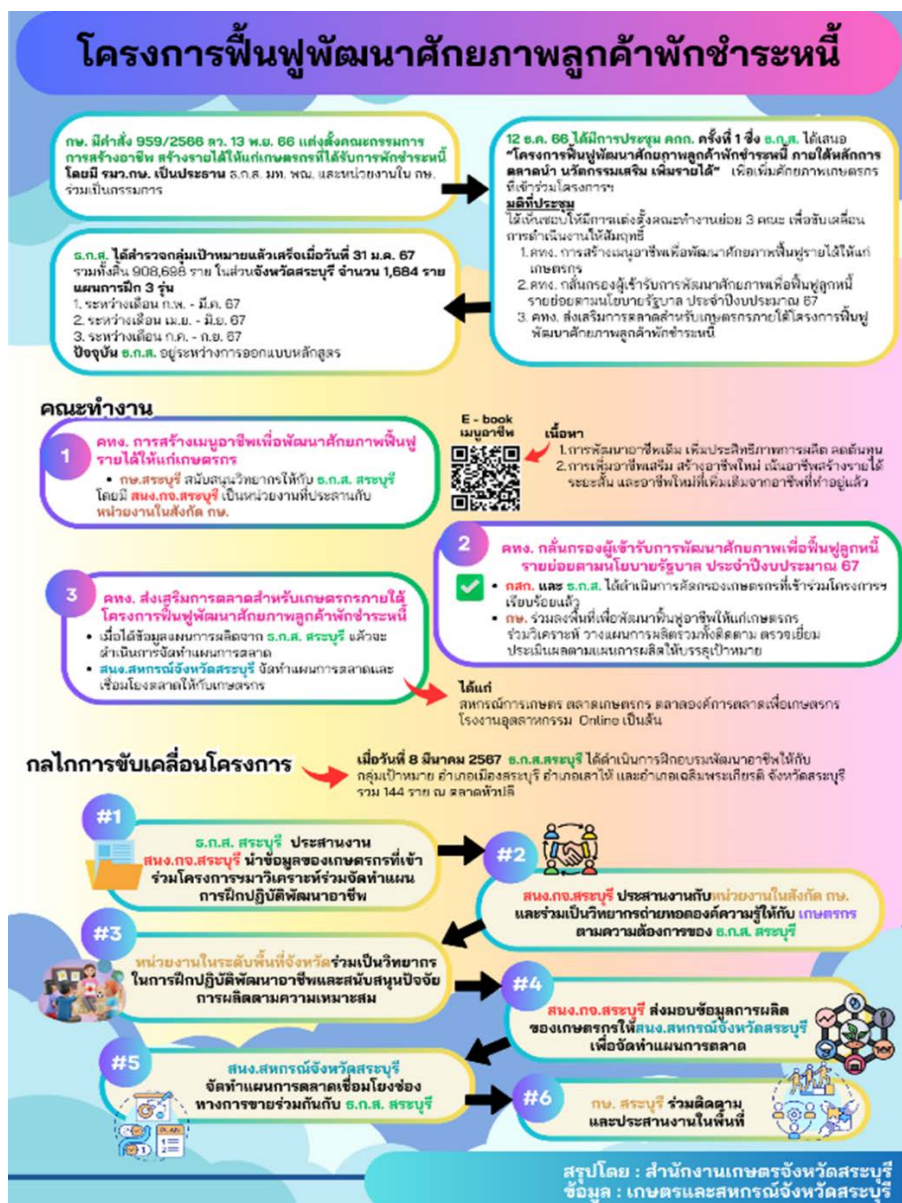 โครงการฟื้นฟูพัฒนาศักยภาพลูกค้าพักชำระหนี้
กษ. มีคำสั่ง 959/2566 ลว. 13 พ.ย. 66 แต่งตั้งคณะกรรมการ
การสร้างอาชีพ สร้างรายได้ให้แก่เกษตรกรที่ได้รับการพักชำระหนี้
โดยมี รมว.กษ. เป็นประธาน ธ.ก.ส. มท. พณ. และหน่วยงานใน กษ.
ร่วมเป็นกรรมการ
12 ธ.ค. 66 ได้มีการประชุม คกก. ครั้งที่ 1 ซึ่ง ธ.ก.ส. ได้เสนอ
"โครงการฟื้นฟูพัฒนาศักยภาพลูกค้าพักชำระหนี้ ภายใต้หลักการ
ตลาดนำ นวัตกรรมเสริม เพิ่มรายได้" เพื่อเพิ่มศักยภาพเกษตรกร
ที่เข้าร่วมโครงการฯ
มติที่ประชุม
ได้เห็นชอบให้มีการแต่งตั้งคณะทำงานย่อย 3 คณะ เพื่อขับเคลื่อน
การดำเนินงานให้สัมฤทธิ์
1. คทง. การสร้างเมนูอาชีพเพื่อพัฒนาศักยภาพฟื้นฟูรายได้ให้แก่
เกษตรกร
2. คทง. กลั่นกรองผู้เข้ารับการพัฒนาศักยภาพเพื่อฟื้นฟูลูกหนี้
รายย่อยตามนโยบายรัฐบาล ประจำปีงบประมาณ 67
3. คทง. ส่งเสริมการตลาดสำหรับเกษตรกรภายใต้โครงการฟื้นฟู
พัฒนาศักยภาพลูกค้าพักชำระหนี้
ธ.ก.ส. ได้สำรวจกลุ่มเป้าหมายแล้วเสร็จเมื่อวันที่ 31 ม.ค. 67
รวมทั้งสิ้น 908,698 ราย ในส่วนจังหวัดสระบุรี จำนวน 1,684 ราย
แผนการฝึก 3 รุ่น
1. ระหว่างเดือน ก.พ. - มี.ค. 67
2. ระหว่างเดือน เม.ย. - มิ.ย. 67
3. ระหว่างเดือน ก.ค. - ก.ย. 67
ปัจจุบัน ธ.ก.ส. อยู่ระหว่างการออกแบบหลักสูตร
คณะทำงาน
1
คทง. การสร้างเมนูอาชีพเพื่อพัฒนาศักยภาพฟื้นฟู
รายได้ให้แก่เกษตรกร
• กษ.สระบุรี สนับสนุนวิทยากรให้กับ ธ.ก.ส. สระบุรี
โดยมี สนง.กจ.สระบุรี เป็นหน่วยงานที่ประสานกับ
หน่วยงานในสังกัด กษ.
E - book
เมนูอาชีพ
เนื้อหา
1.การพัฒนาอาชีพเดิม เพิ่มประสิทธิภาพการผลิต ลดต้นทุน
2.การเพิ่มอาชีพเสริม สร้างอาชีพใหม่ เน้นอาชีพสร้างรายได้
ระยะสั้น และอาชีพใหม่ที่เพิ่มเติมจากอาชีพที่ทำอยู่แล้ว
2
คทง. กลั่นกรองผู้เข้ารับการพัฒนาศักยภาพเพื่อฟื้นฟูลูกหนี้
รายย่อยตามนโยบายรัฐบาล ประจำปีงบประมาณ 67
• กสก. และ ธ.ก.ส. ได้ดำเนินการคัดกรองเกษตรกรที่เข้าร่วมโครงการฯ
เรียบร้อยแล้ว
• กษ. ร่วมลงพื้นที่เพื่อพัฒนาฟื้นฟูอาชีพให้แก่เกษตรกร
ร่วมวิเคราะห์ วางแผนการผลิตรวมทั้งติดตาม ตรวจเยี่ยม
ประเมินผลตามแผนการผลิตให้บรรลุเป้าหมาย
3
คทง. ส่งเสริมการตลาดสำหรับเกษตรกรภายใต้
โครงการฟื้นฟูพัฒนาศักยภาพลูกค้าพักชำระหนี้
• เมื่อได้ข้อมูลแผนการผลิตจาก ธ.ก.ส. สระบุรี แล้วจะ
ดำเนินการจัดทำแผนการตลาด
• สนง.สหกรณ์จังหวัดสระบุรี จัดทำแผนการตลาดและ
เชื่อมโยงตลาดให้กับเกษตรกร
ได้แก่
สหกรณ์การเกษตร ตลาดเกษตรกร ตลาดองค์การตลาดเพื่อเกษตรกร
โรงงานอุตสาหกรรม Online เป็นต้น
กลไกการขับเคลื่อนโครงการ
เมื่อวันที่ 8 มีนาคม 2567 ธ.ก.ส.สระบุรี ได้ดำเนินการฝึกอบรมพัฒนาอาชีพให้กับ
กลุ่มเป้าหมาย อำเภอเมืองสระบุรี อำเภอเสาไห้ และอำเภอเฉลิมพระเกียรติ จังหวัดสระบุรี
รวม 144 ราย ณ ตลาดหัวปลี
#1
ธ.ก.ส. สระบุรี ประสานงาน
สนง.กจ.สระบุรี นำข้อมูลของเกษตรกรที่เข้า
ร่วมโครงการฯมาวิเคราะห์ร่วมจัดทำแผน
การฝึกปฏิบัติพัฒนาอาชีพ
#2
สนง.กจ.สระบุรี ประสานงานกับหน่วยงานในสังกัด กษ.
และร่วมเป็นวิทยากรถ่ายทอดองค์ความรู้ให้กับ เกษตรกร
ตามความต้องการของ ธ.ก.ส. สระบุรี
#3
หน่วยงานในระดับพื้นที่จังหวัดร่วมเป็นวิทยากร
ในการฝึกปฏิบัติพัฒนาอาชีพและสนับสนุนปัจจัย
การผลิตตามความเหมาะสม
#4
สนง.กจ.สระบุรี ส่งมอบข้อมูลการผลิต
ของเกษตรกรให้สนง.สหกรณ์จังหวัดสระบุรี
เพื่อจัดทำแผนการตลาด
#5
สนง.สหกรณ์จังหวัดสระบุรี
จัดทำแผนการตลาดเชื่อมโยงช่อง
ทางการขายร่วมกันกับ ธ.ก.ส. สระบุรี
#6
กษ. สระบุรี ร่วมติดตาม
และประสานงานในพื้นที่
PLAN
สรุปโดย : สำนักงานเกษตรจังหวัดสระบุรี
ข้อมูล : เกษตรและสหกรณ์จังหวัดสระบุรี